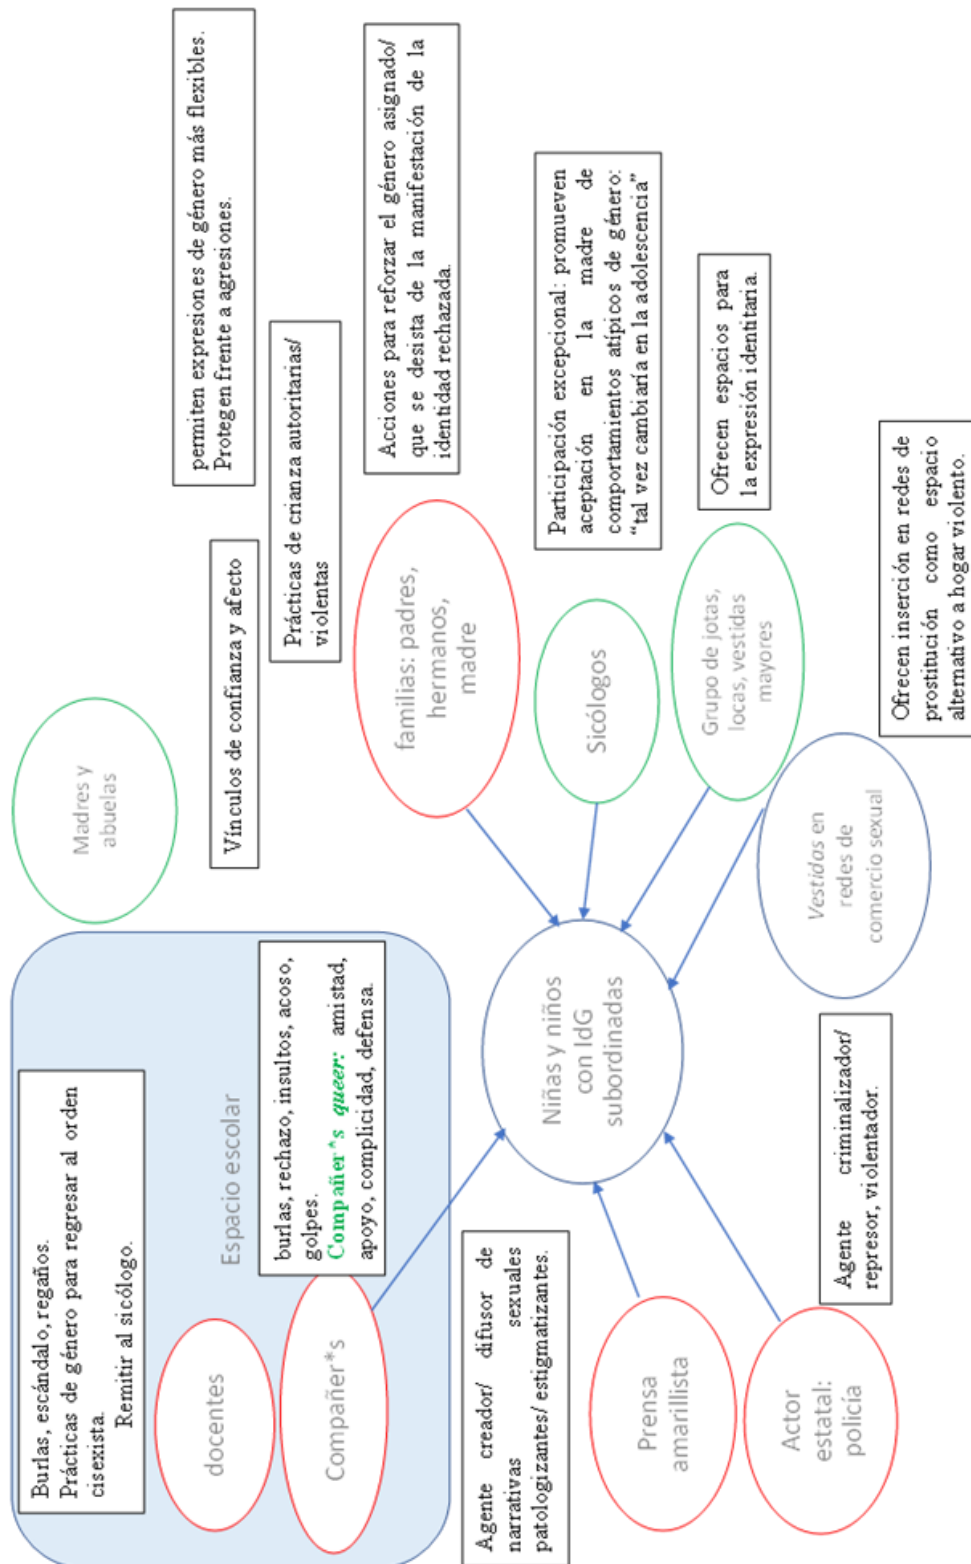 Burlas, escándalo, regaños.
Prácticas de género para regresar al orden
cisexista.
Remitir al sicólogo.
docentes
Espacio escolar
Compañer*s
burlas, rechazo, insultos, acoso,
golpes.
Compañer*s queer: amistad,
apoyo, complicidad, defensa.
Madres y
abuelas
Vínculos de confianza y afecto
permiten expresiones de género más flexibles.
Protegen frente a agresiones.
Prácticas de crianza autoritarias/
violentas
familias: padres,
hermanos,
madre
Acciones para reforzar el género asignado/
que se desista de la manifestación de la
identidad rechazada.
Agente creador/ difusor de
narrativas sexuales
patologizantes/ estigmatizantes.
Prensa
amarillista
Niñas y niños
con IdG
subordinadas
Sicólogos
Participación excepcional: promueven
aceptación en la madre de
comportamientos atípicos de género:
“tal vez cambiaría en la adolescencia”
Grupo de jotas,
locas, vestidas
mayores
Ofrecen espacios para
la expresión identitaria.
Actor
estatal:
policía
Agente criminalizador/
represor, violentador.
Vestidas en
redes de
comercio sexual
Ofrecen inserción en redes de
prostitución como espacio
alternativo a hogar violento.